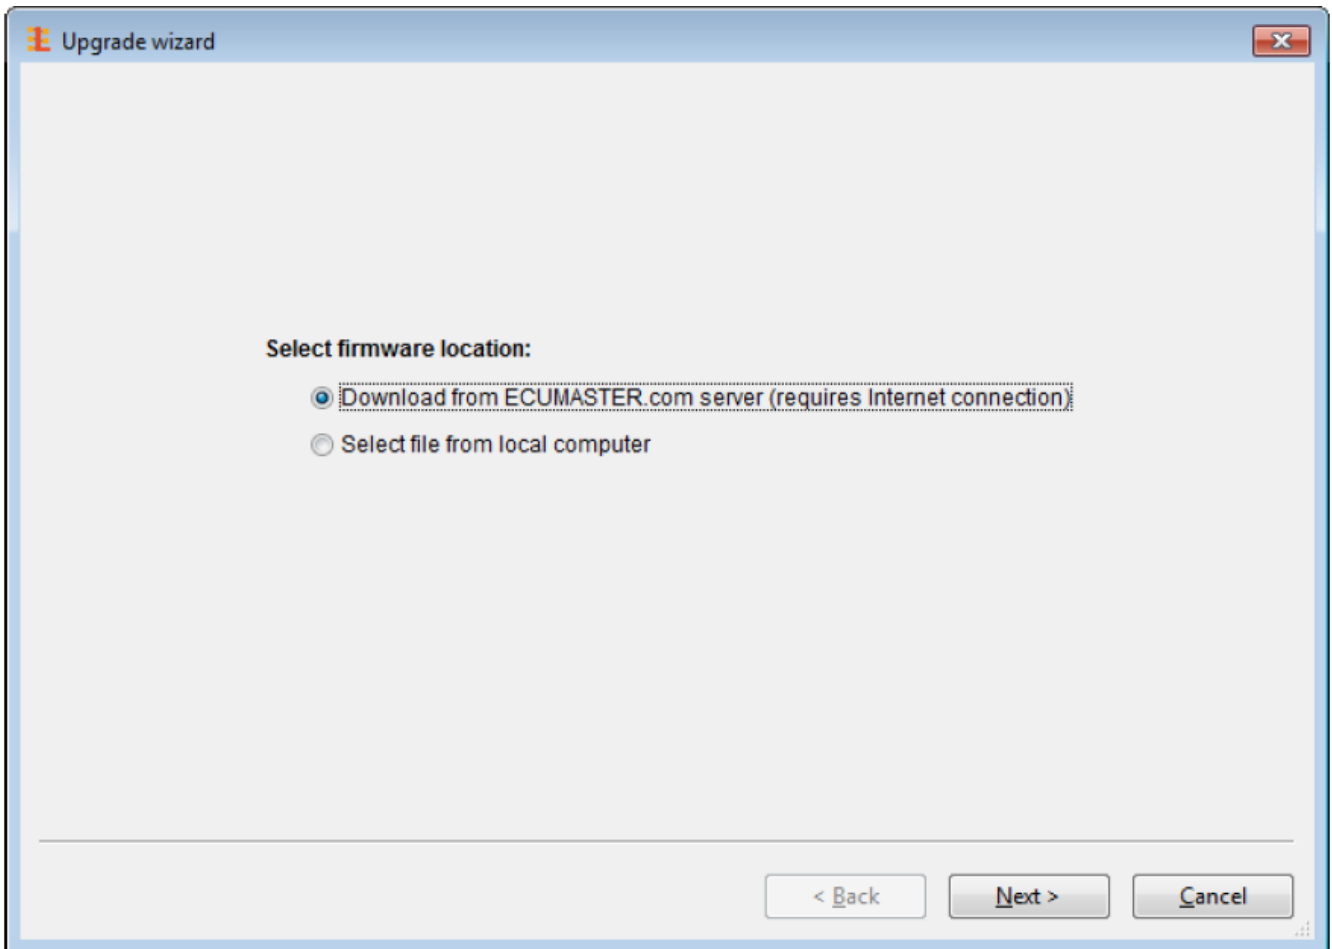 Upgrade wizard
Select firmware location:
Download from ECUMASTER.com server (requires Internet connection)
Select file from local computer
< Back
Next >
Cancel